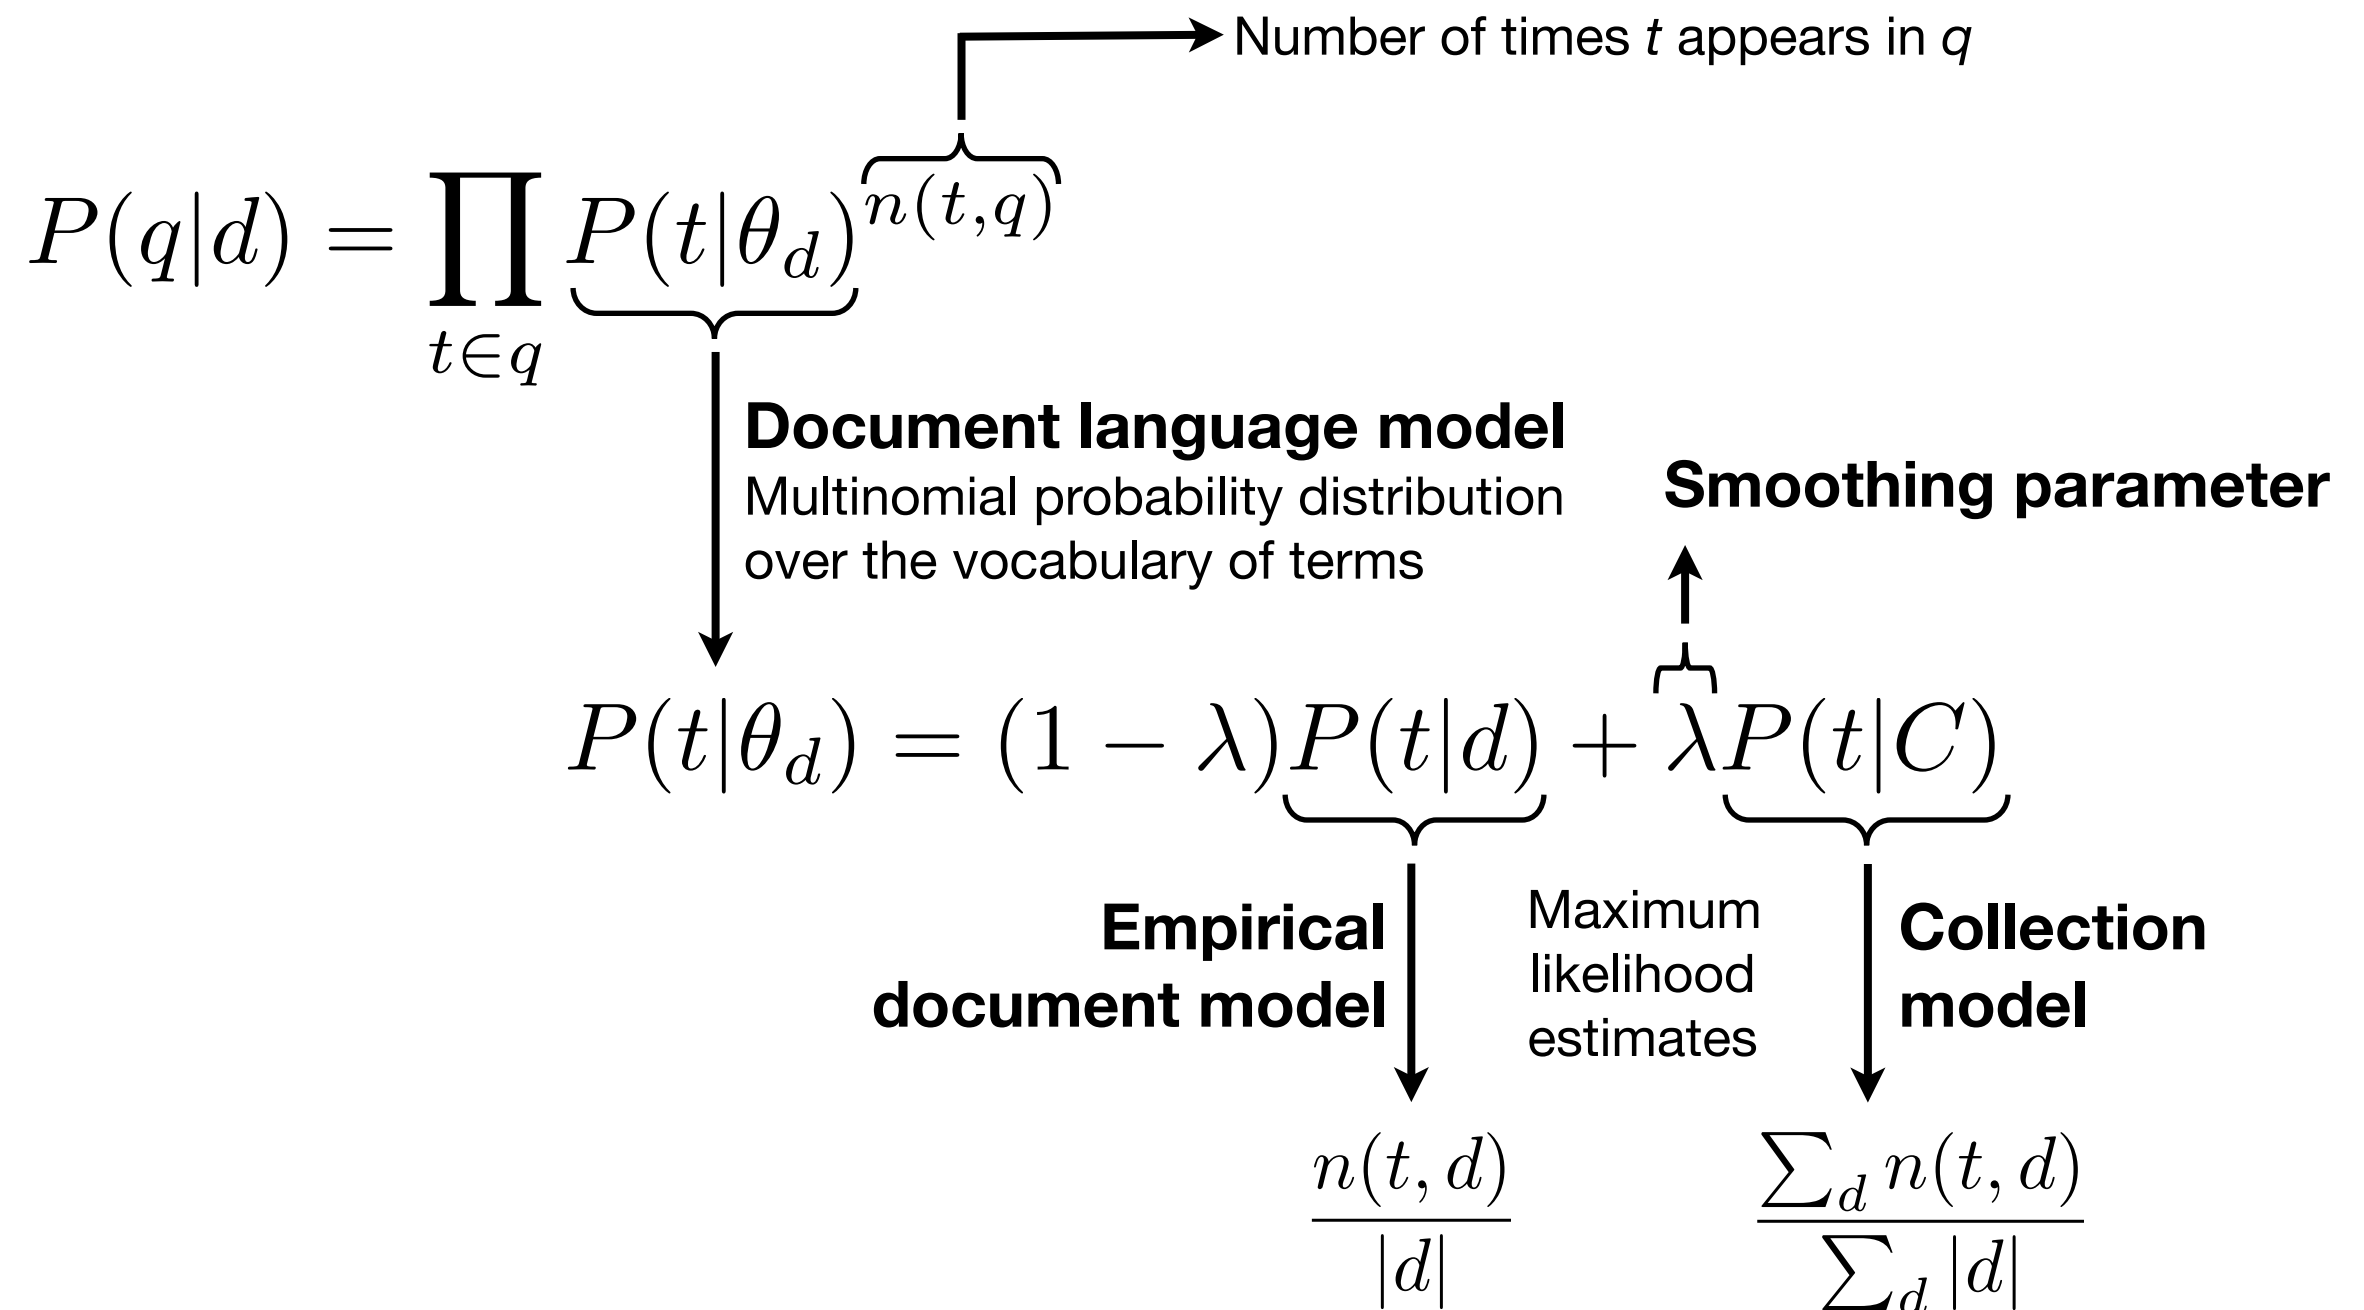 Number of times t appears in q
P(q|d) = ∏ P(t|θ_d)^{n(t,q)}
t∈q
Document language model
Multinomial probability distribution
over the vocabulary of terms
Smoothing parameter
P(t|θ_d) = (1 − λ)P(t|d) + λP(t|C)
Empirical
document model
Maximum
likelihood
estimates
Collection
model
n(t, d)
|d|
∑_d n(t, d)
∑_d |d|